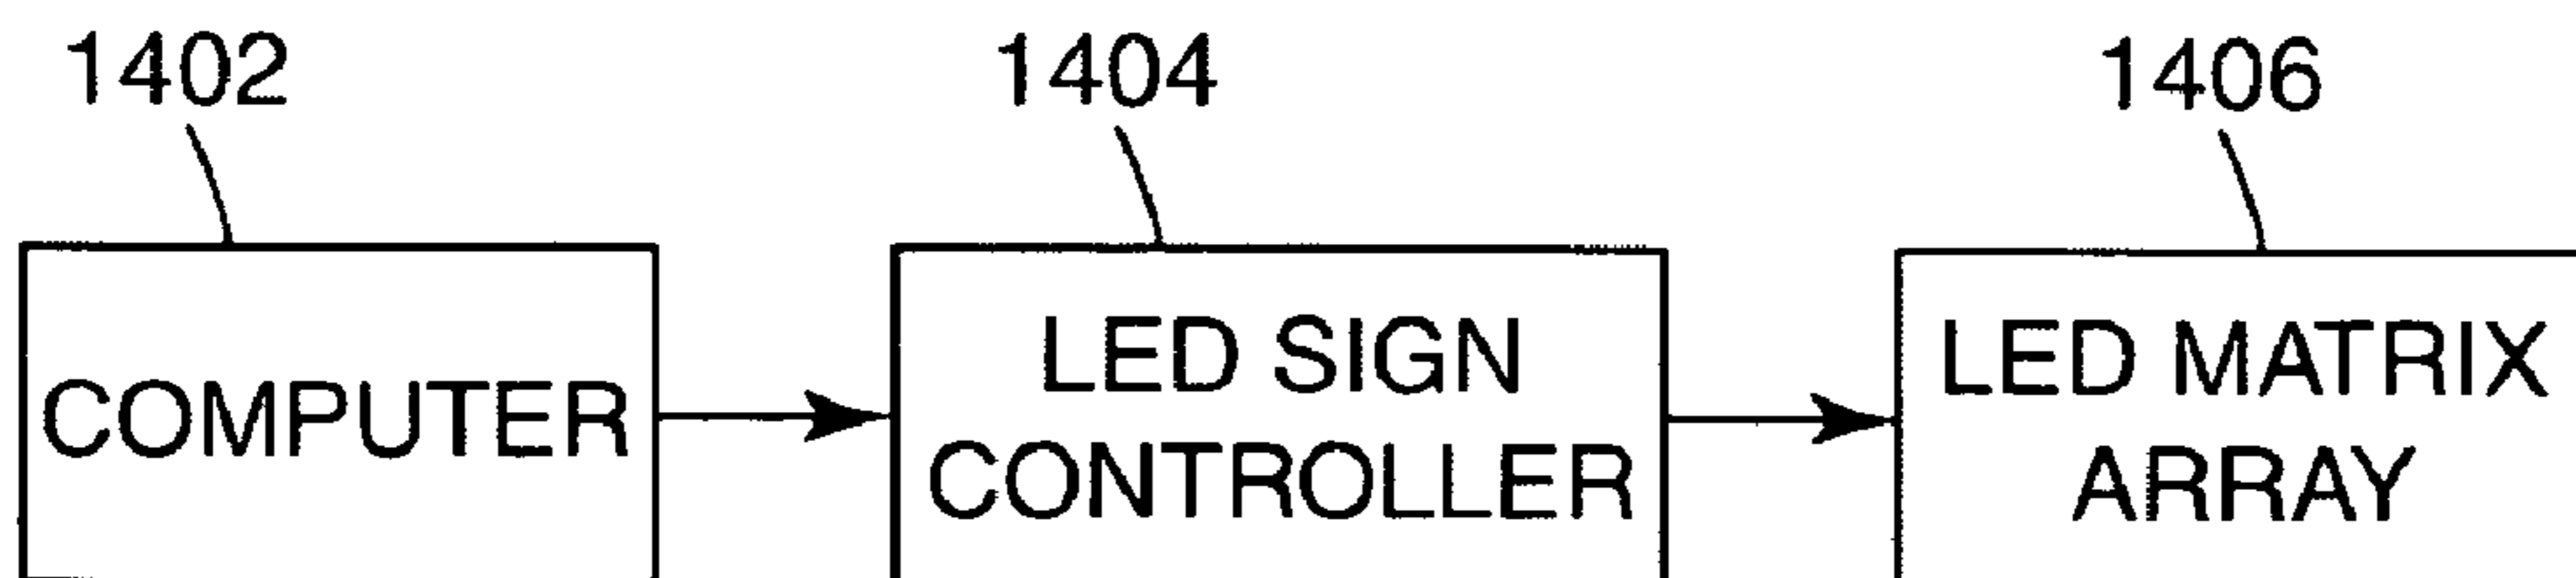 1402
1404
1406
COMPUTER
LED SIGN
CONTROLLER
LED MATRIX
ARRAY